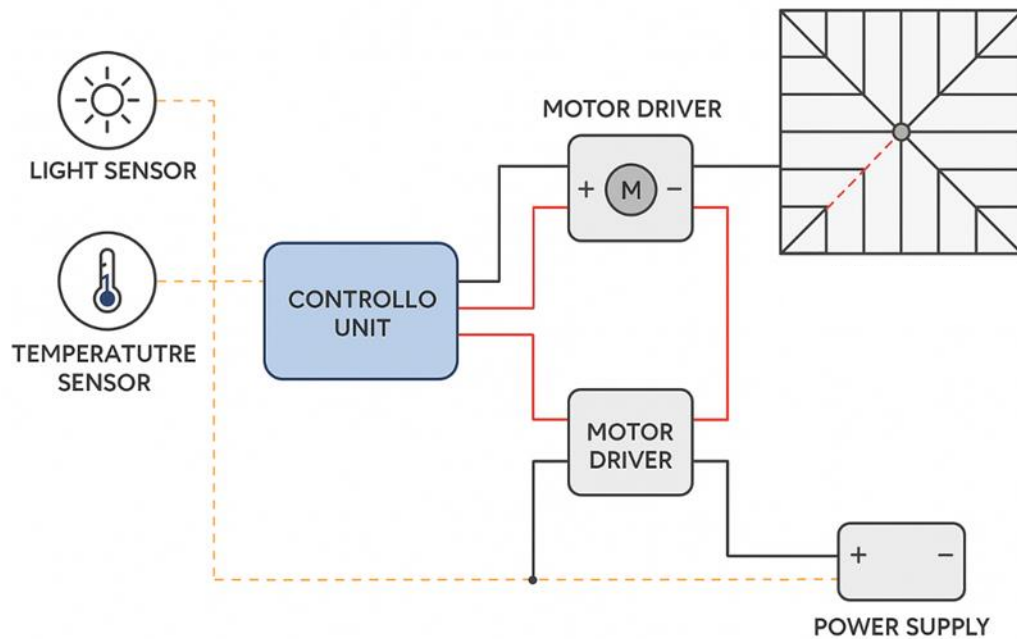 LIGHT SENSOR
TEMPERATUTRE
SENSOR
CONTROLLO
UNIT
MOTOR DRIVER
+ M −
MOTOR
DRIVER
+ −
POWER SUPPLY